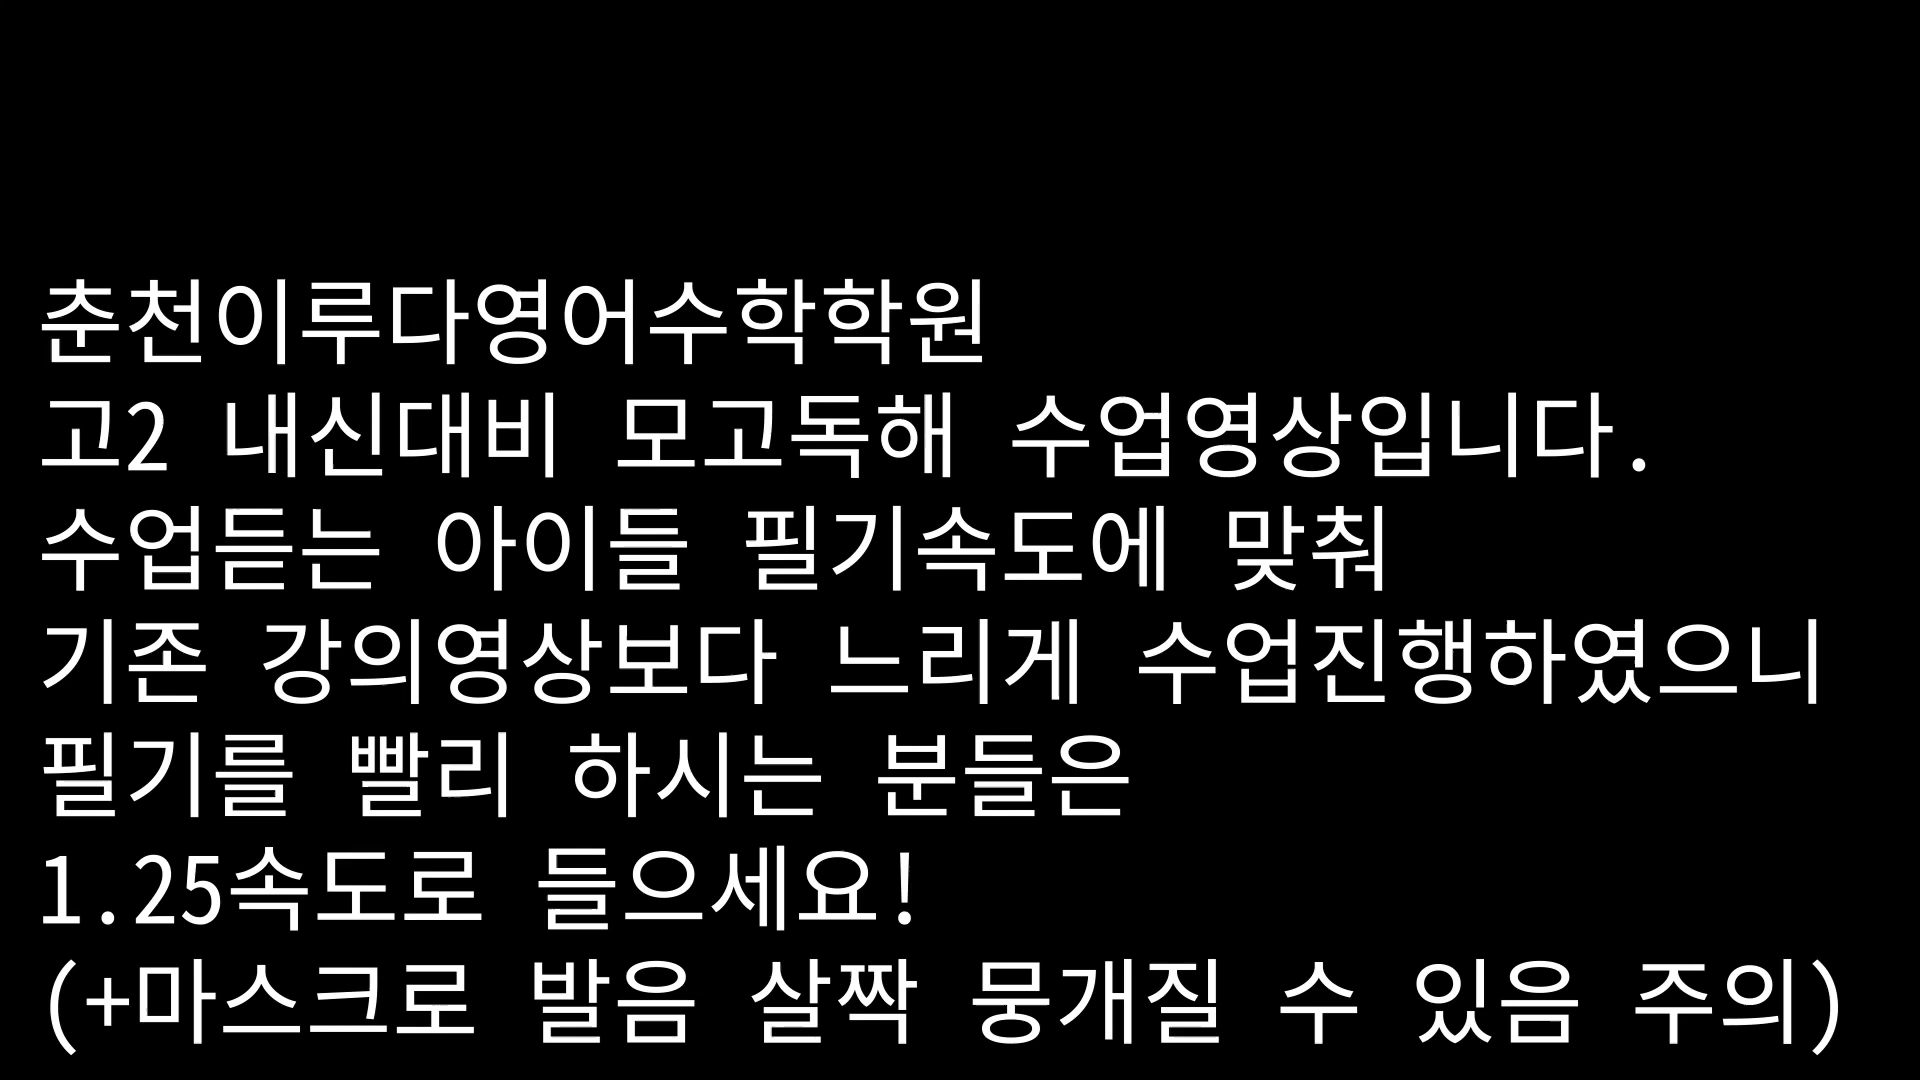 춘천이루다영어수학학원
고2 내신대비 모고독해 수업영상입니다.
수업듣는 아이들 필기속도에 맞춰
기존 강의영상보다 느리게 수업진행하였으니
필기를 빨리 하시는 분들은
1.25속도로 들으세요!
(+마스크로 발음 살짝 뭉개질 수 있음 주의)